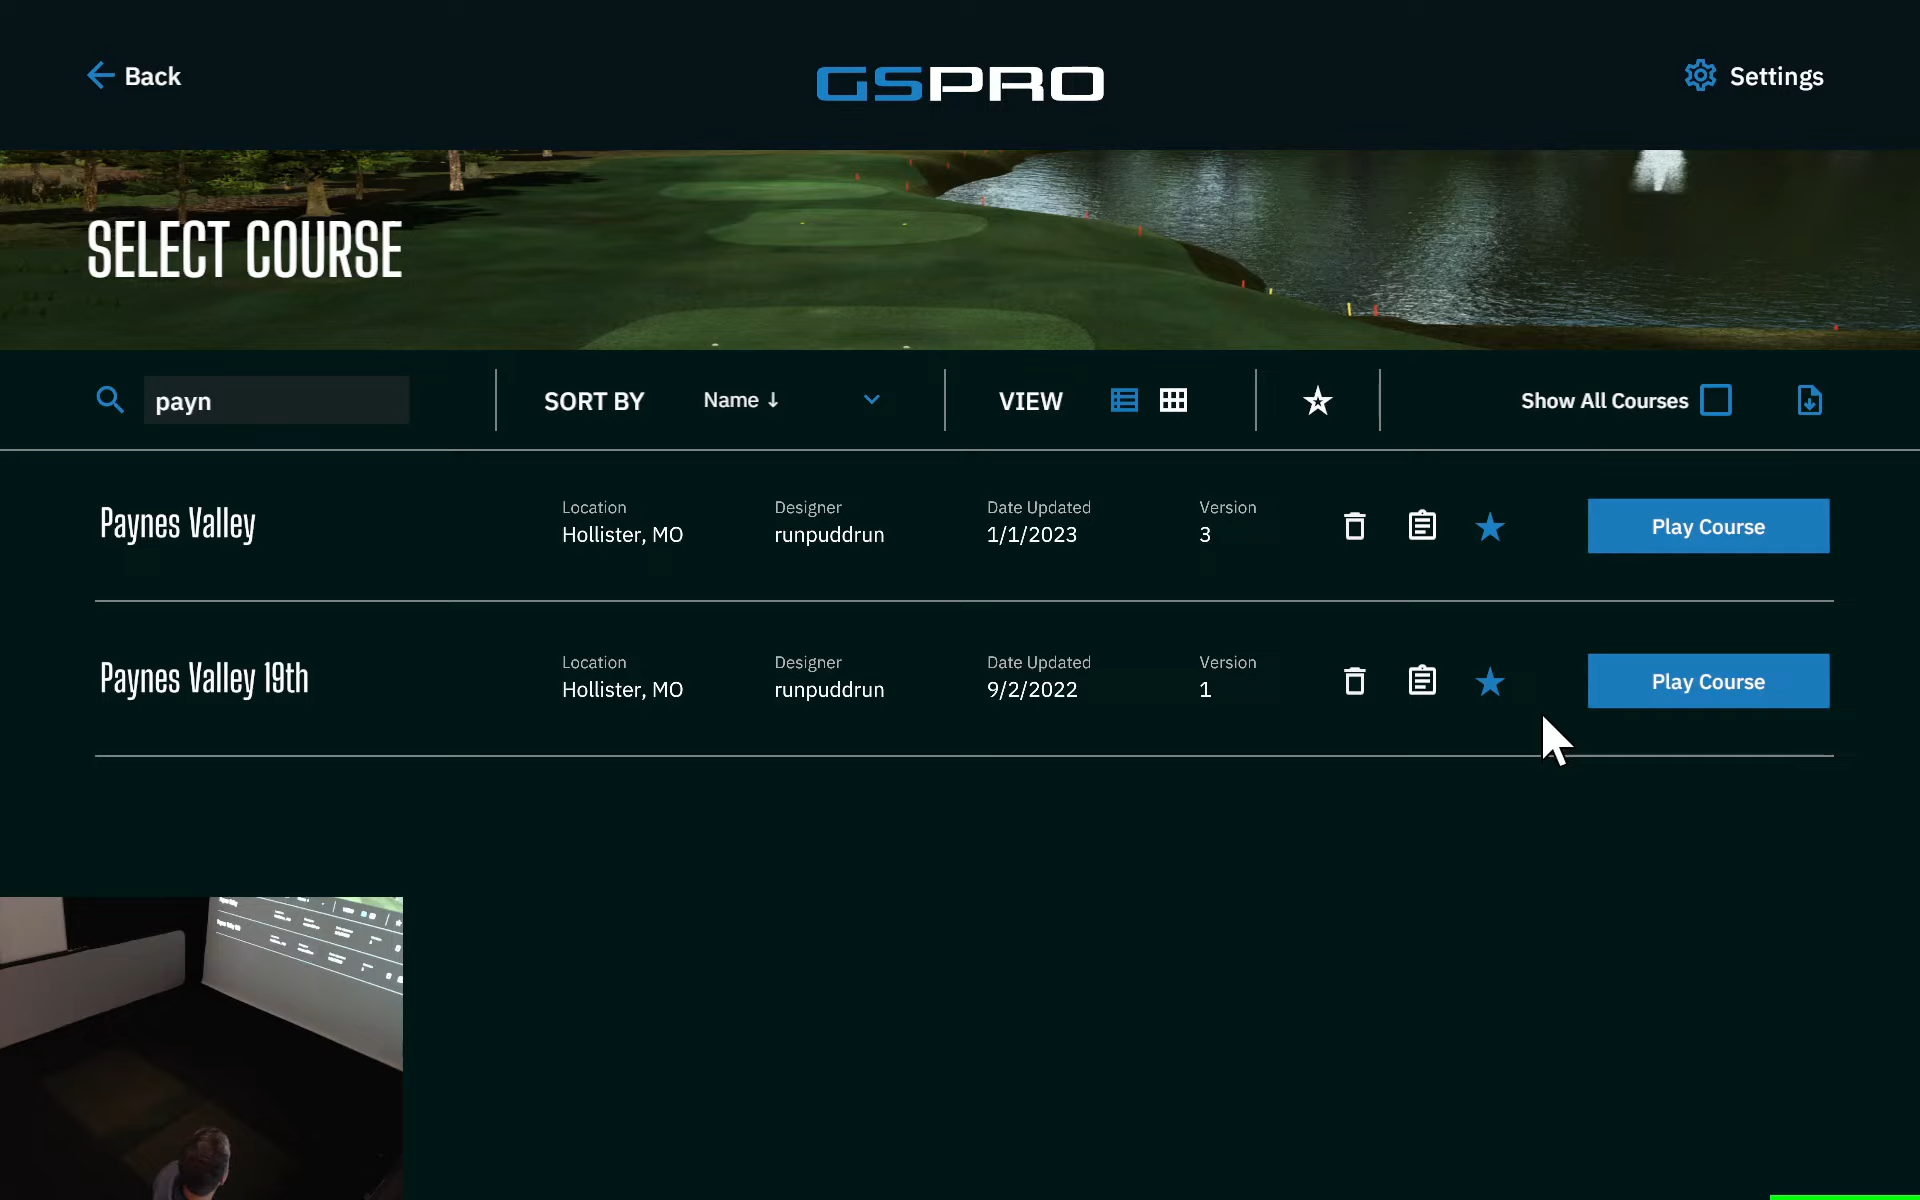 Back
GSPRO
Settings
SELECT COURSE
payn
SORT BY
Name ↓
VIEW
Show All Courses
Paynes Valley
Location
Hollister, MO
Designer
runpuddrun
Date Updated
1/1/2023
Version
3
Play Course
Paynes Valley 19th
Location
Hollister, MO
Designer
runpuddrun
Date Updated
9/2/2022
Version
1
Play Course